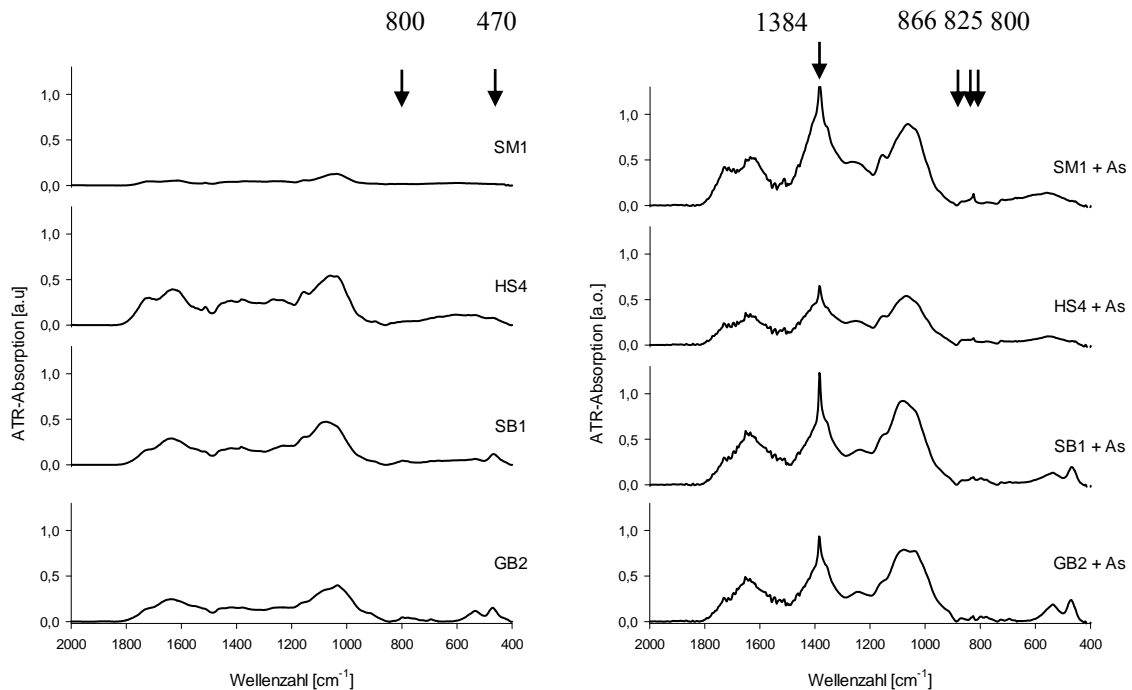 800 470
1,0
0,5
0,0
SM1
1,0
0,5
0,0
HS4
1,0
0,5
0,0
SB1
1,0
0,5
0,0
GB2
2000 1800 1600 1400 1200 1000 800 600 400
Wellenzahl [cm-1]
ATR-Absorption [a.u]
1384 866 825 800
1,0
0,5
0,0
SM1 + As
1,0
0,5
0,0
HS4 + As
1,0
0,5
0,0
SB1 + As
1,0
0,5
0,0
GB2 + As
2000 1800 1600 1400 1200 1000 800 600 400
Wellenzahl [cm-1]
ATR-Absorption [a.o.]